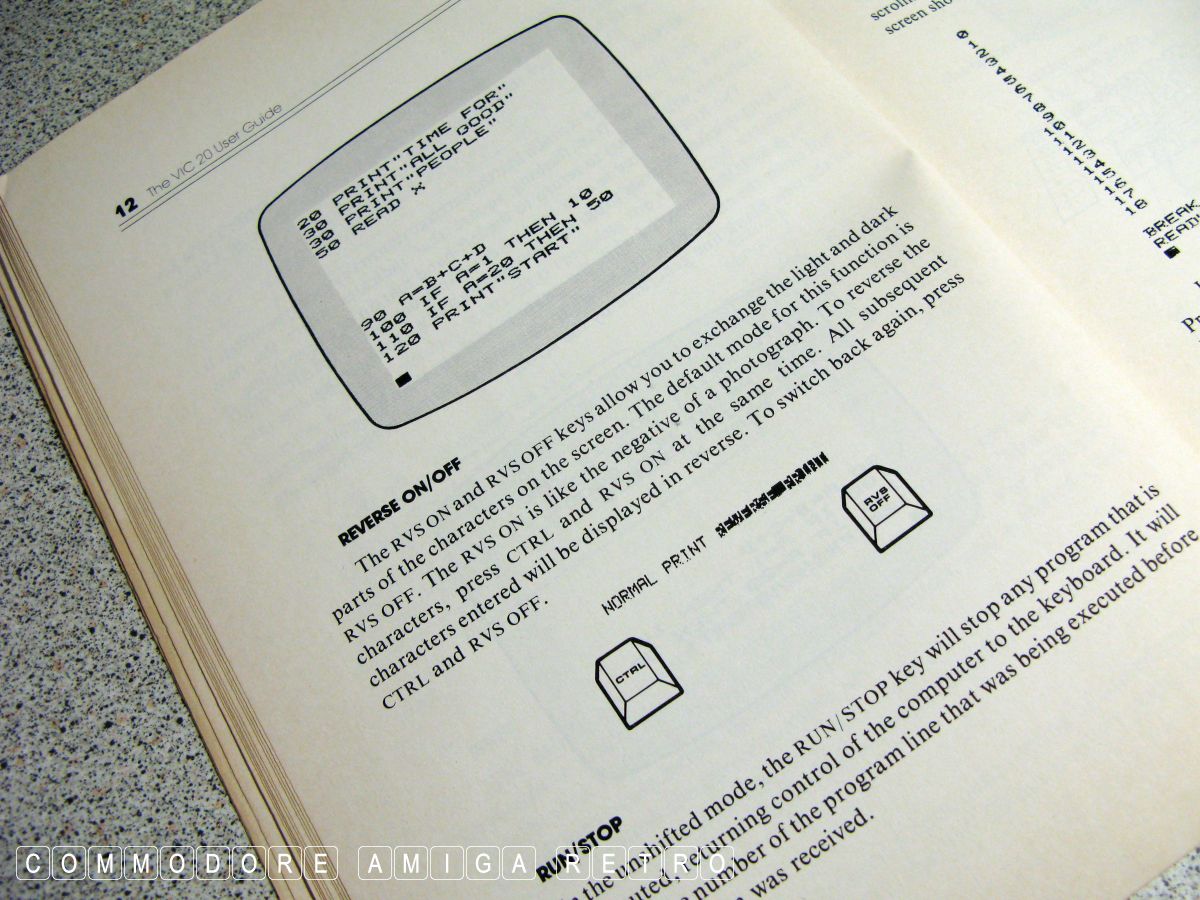 12 The VIC 20 User Guide
20 PRINT"TIME FOR"
230 PRINT"ALL GOOD"
330 PRINT"PEOPLE"
50 READ X
90 A=B+C+D
100 IF A=1 THEN 10
110 IF A=20 THEN 50
120 PRINT"START"
REVERSE ON/OFF
The RVS ON and RVS OFF keys allow you to exchange the light and dark
parts of the characters on the screen. The default mode for this function is
RVS OFF. The RVS ON is like the negative of a photograph. To reverse the
characters, press CTRL and RVS ON at the same time. All subsequent
characters entered will be displayed in reverse. To switch back again, press
CTRL and RVS OFF.
NORMAL PRINT REVERSE PRINT
RVS
OFF
CTRL
RUN/STOP
the unshifted mode, the RUN/STOP key will stop any program that is
returning control of the computer to the keyboard. It will
number of the program line that was being executed before
was received.
screen
BREAK
COMMODORE AMIGA RETRO